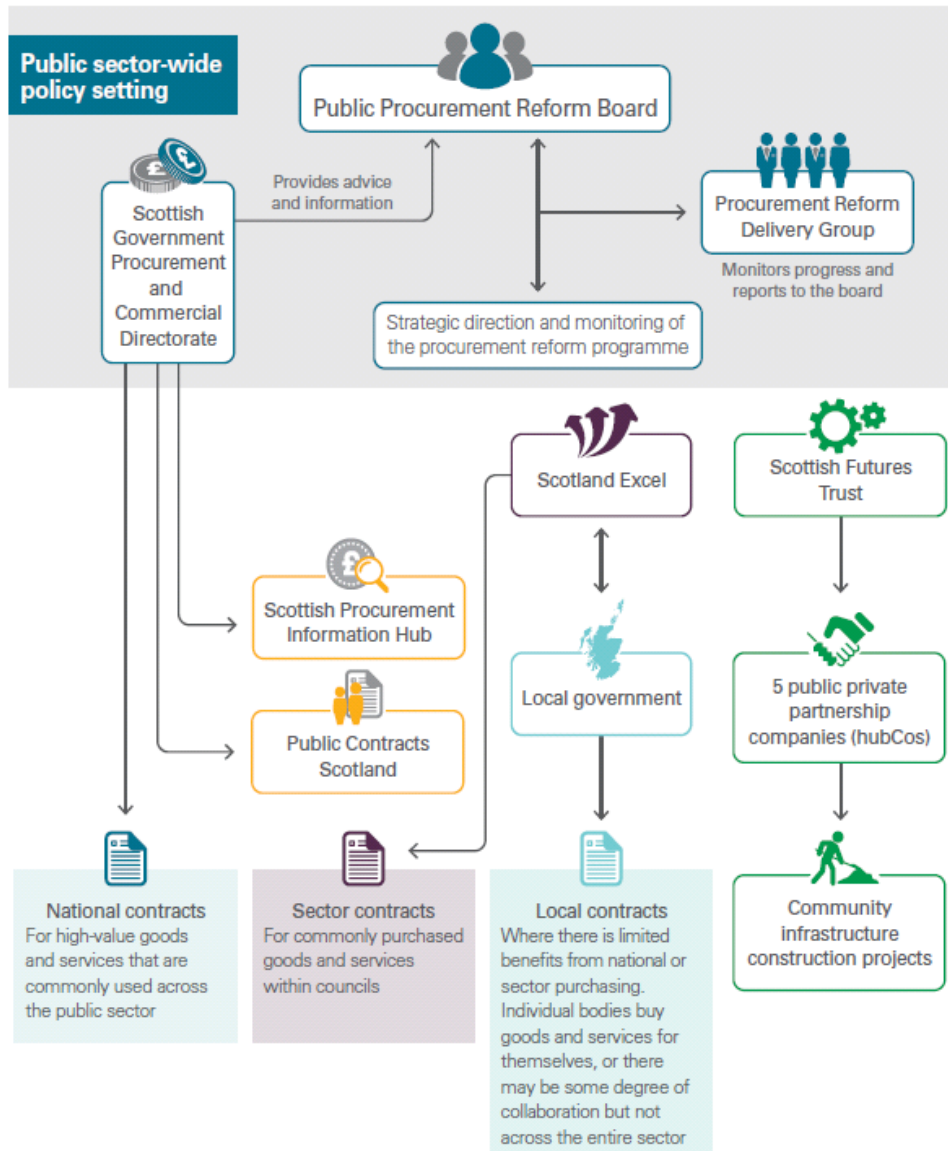 Public sector-wide
policy setting
Public Procurement Reform Board
Provides advice
and information
Scottish
Government
Procurement
and
Commercial
Directorate
Procurement Reform
Delivery Group
Monitors progress and
reports to the board
Strategic direction and monitoring of
the procurement reform programme
Scotland Excel
Scottish Futures
Trust
Scottish Procurement
Information Hub
Local government
5 public private
partnership
companies (hubCos)
Public Contracts
Scotland
National contracts
For high-value goods
and services that are
commonly used across
the public sector
Sector contracts
For commonly purchased
goods and services
within councils
Local contracts
Where there is limited
benefits from national or
sector purchasing.
Individual bodies buy
goods and services for
themselves, or there
may be some degree of
collaboration but not
across the entire sector
Community
infrastructure
construction projects